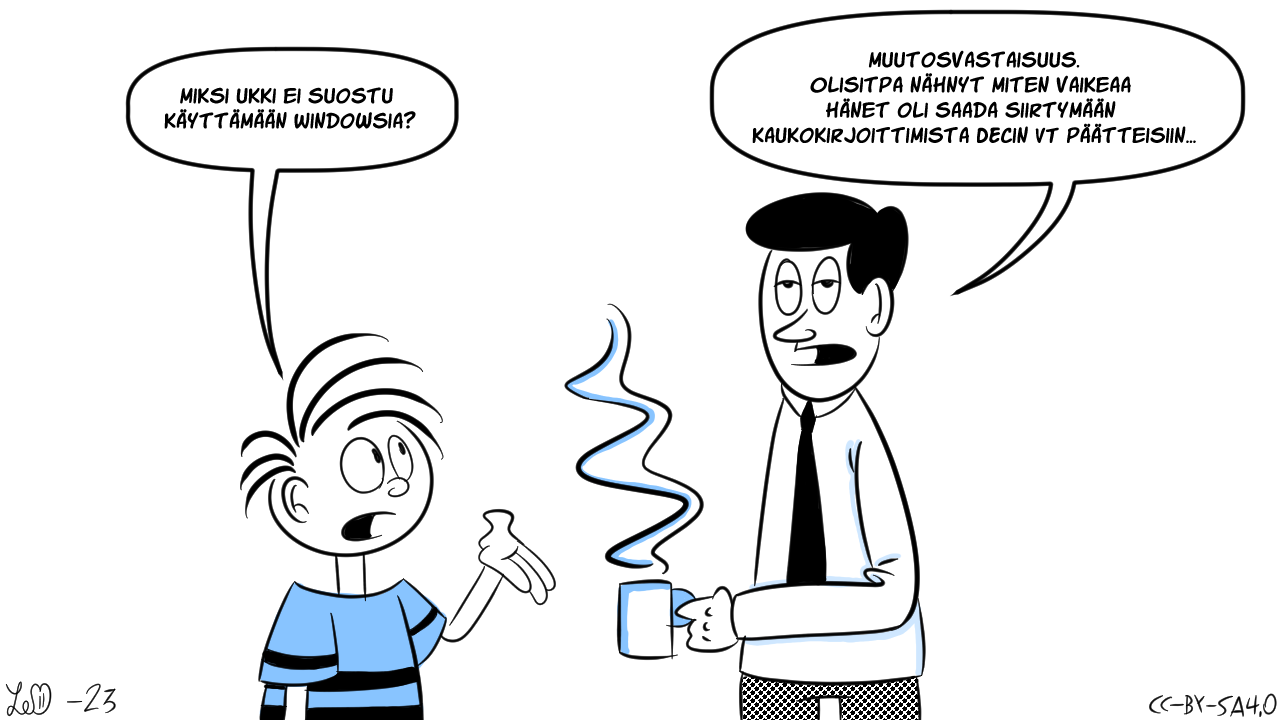 MIKSI UKKI EI SUOSTU
KÄYTTÄMÄÄN WINDOWSIA?
MUUTOSVASTAISUUS.
OLISITPA NÄHNYT MITEN VAIKEAA
HÄNET OLI SAADA SIIRTYMÄÄN
KAUKOKIRJOITTIMISTA DECIN VT PÄÄTTEISIIN...
-23
CC-BY-SA4.0